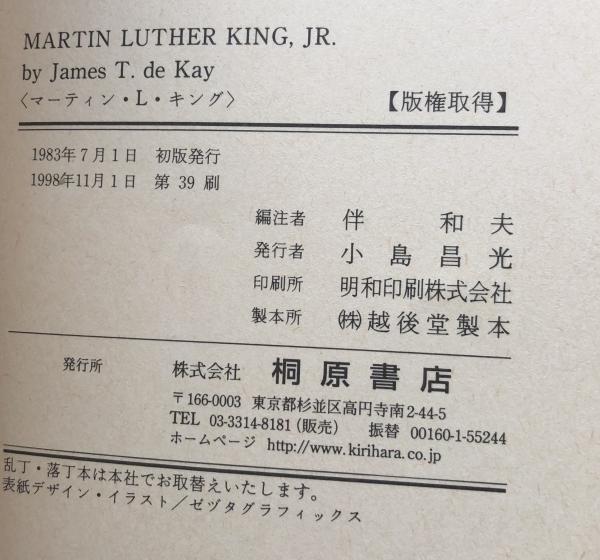 MARTIN LUTHER KING, JR.
by James T. de Kay
〈マーティン・L・キング〉 【版権取得】
1983年7月1日 初版発行
1998年11月1日 第39刷
編注者 伴 和夫
発行者 小島昌光
印刷所 明和印刷株式会社
製本所 ㈱越後堂製本
発行所 株式会社 桐原書店
〒166-0003 東京都杉並区高円寺南2-44-5
TEL 03-3314-8181(販売) 振替 00160-1-55244
ホームページ http://www.kirihara.co.jp
乱丁・落丁本は本社でお取替えいたします。
表紙デザイン・イラスト/ゼヅタグラフィックス